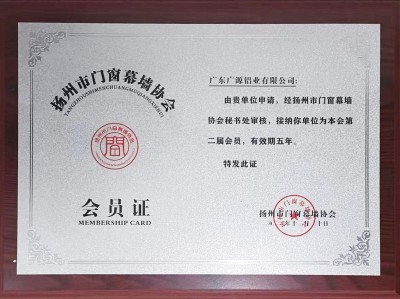 扬州市门窗幕墙协会
YANGZHOUSHIMENCHUANGMUQIANGXIEHUI
会员证
MEMBERSHIP CARD
广东广源铝业有限公司:
由贵单位申请，经扬州市门窗幕墙
协会秘书处审核，接纳你单位为本会第
二届会员，有效期五年。
特发此证
扬州市门窗幕墙协会